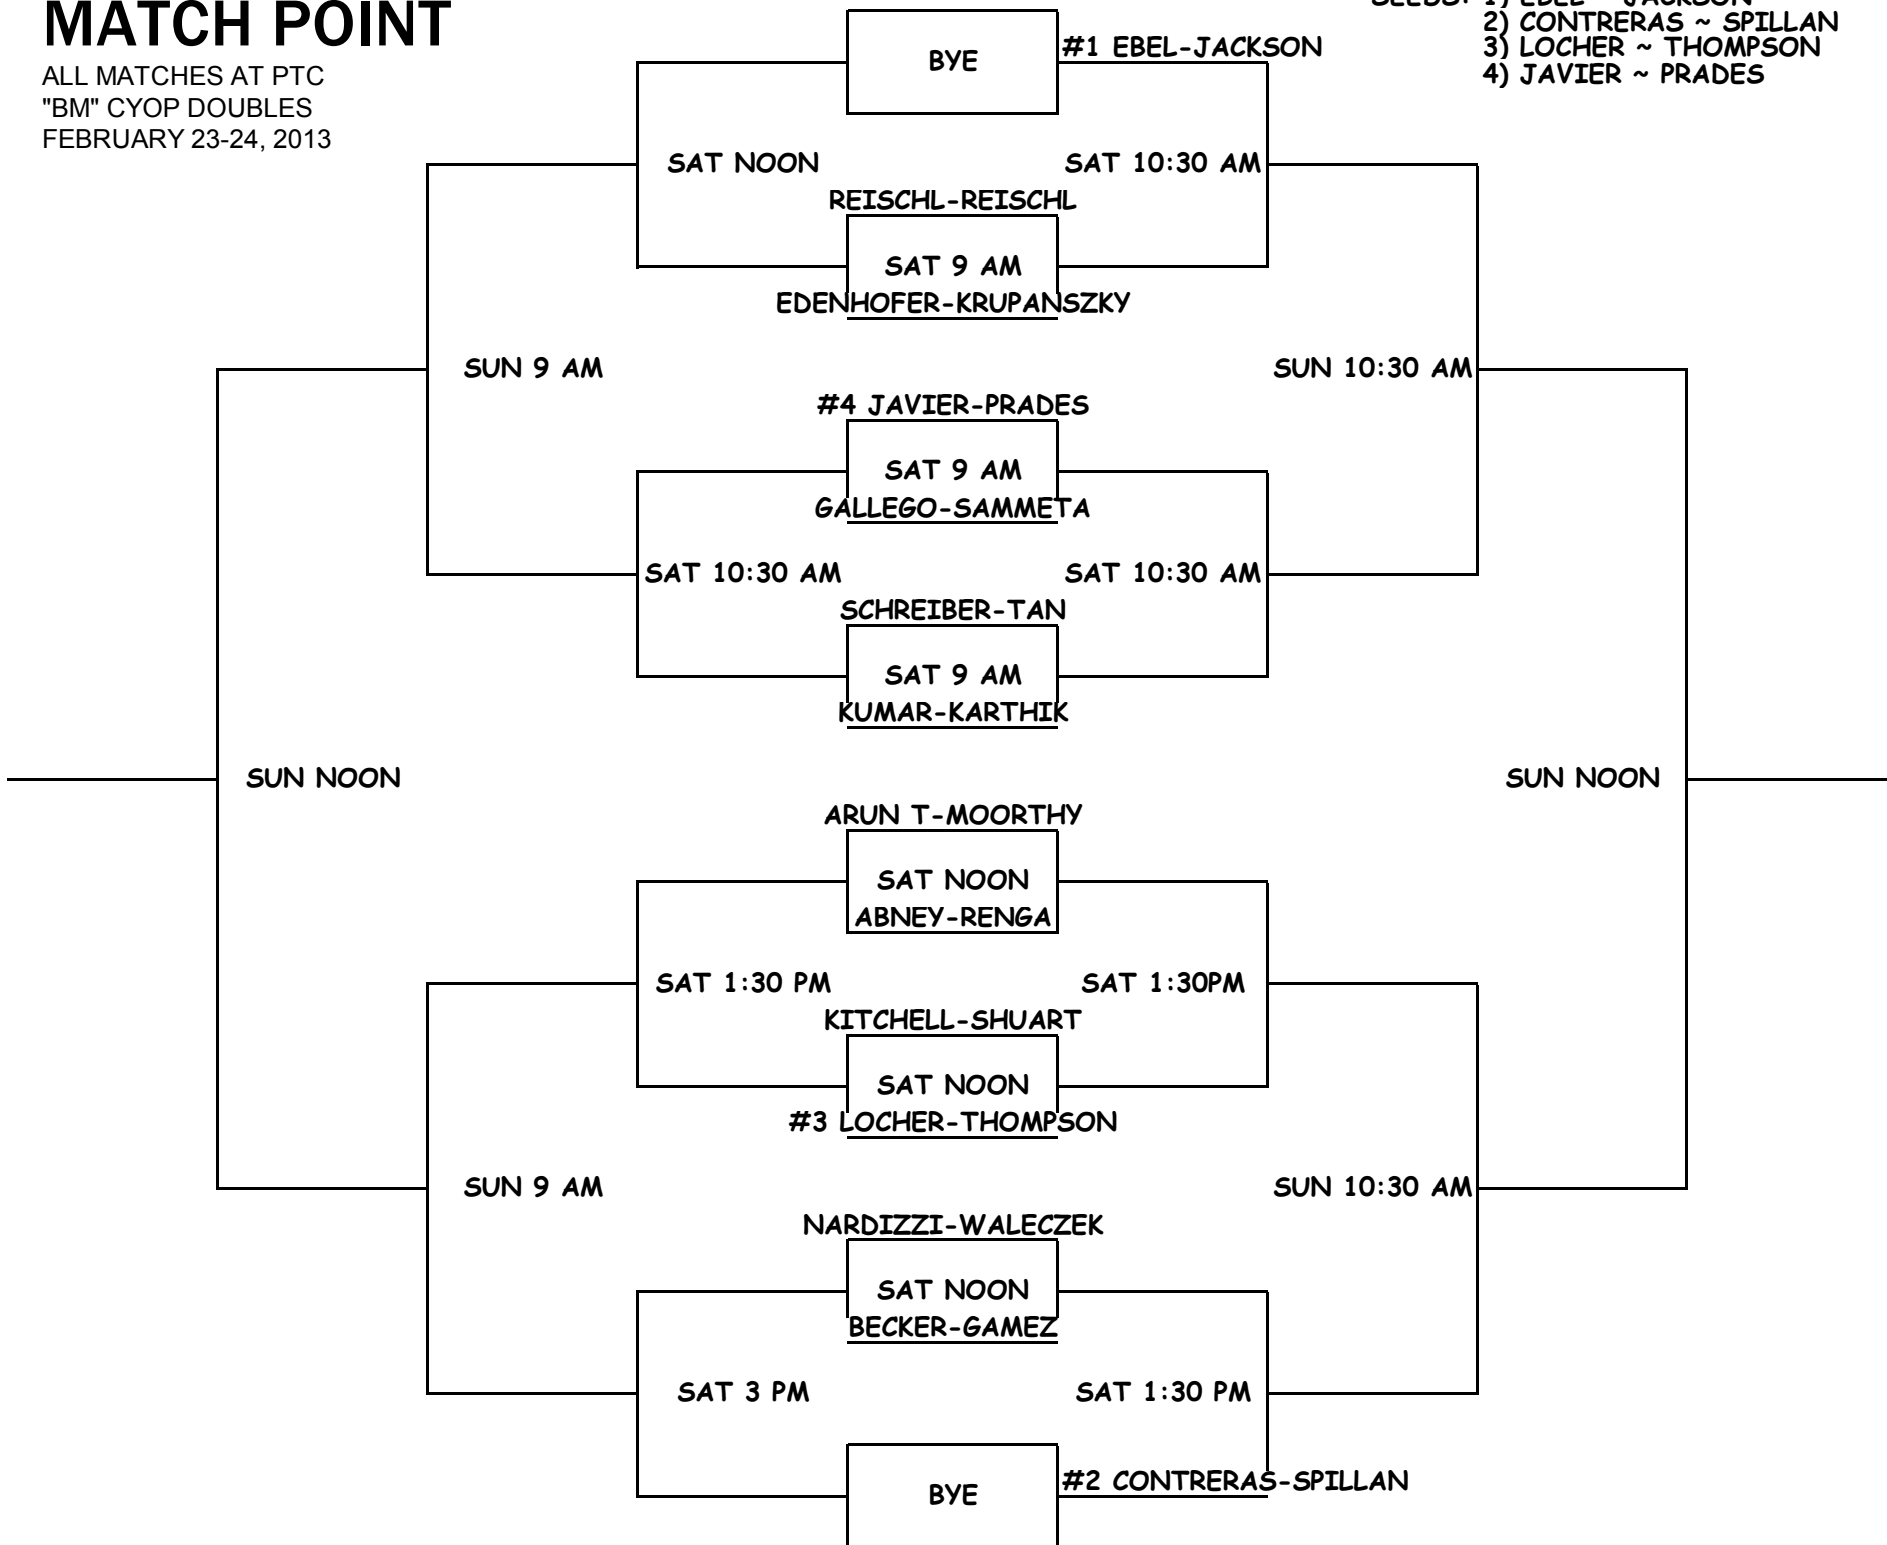 MATCH POINT
ALL MATCHES AT PTC
"BM" CYOP DOUBLES
FEBRUARY 23-24, 2013
SEEDS: 1) EBEL ~ JACKSON
2) CONTRERAS ~ SPILLAN
3) LOCHER ~ THOMPSON
4) JAVIER ~ PRADES
#1 EBEL-JACKSON
BYE
SAT NOON
SAT 10:30 AM
REISCHL-REISCHL
SAT 9 AM
EDENHOFER-KRUPANSZKY
SUN 9 AM
SUN 10:30 AM
#4 JAVIER-PRADES
SAT 9 AM
GALLEGO-SAMMETA
SAT 10:30 AM
SAT 10:30 AM
SCHREIBER-TAN
SAT 9 AM
KUMAR-KARTHIK
SUN NOON
SUN NOON
ARUN T-MOORTHY
SAT NOON
ABNEY-RENGA
SAT 1:30 PM
SAT 1:30PM
KITCHELL-SHUART
SAT NOON
#3 LOCHER-THOMPSON
SUN 9 AM
SUN 10:30 AM
NARDIZZI-WALECZEK
SAT NOON
BECKER-GAMEZ
SAT 3 PM
SAT 1:30 PM
#2 CONTRERAS-SPILLAN
BYE